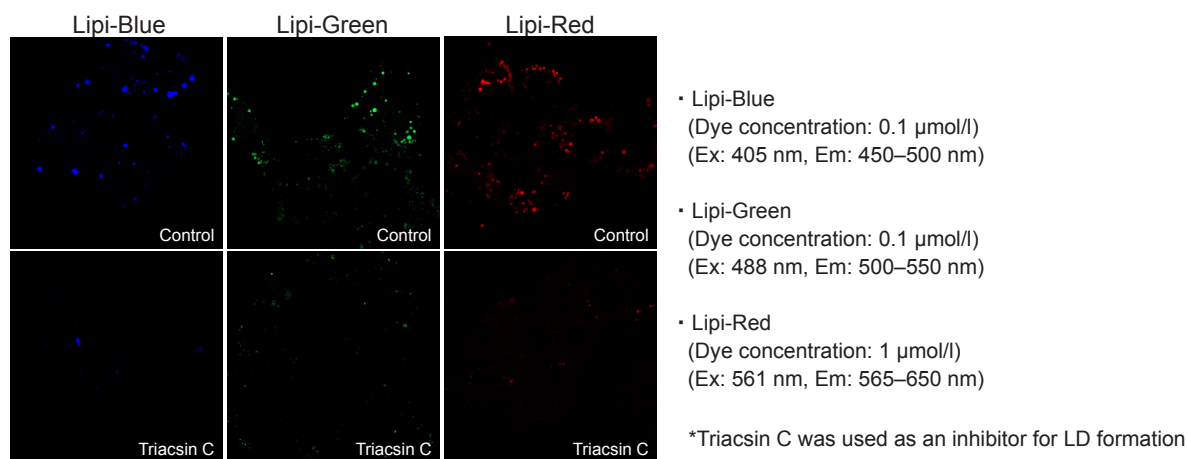 Lipi-Blue
Lipi-Green
Lipi-Red
Control
Control
Control
Triacsin C
Triacsin C
Triacsin C
・Lipi-Blue
(Dye concentration: 0.1 μmol/l)
(Ex: 405 nm, Em: 450–500 nm)
・Lipi-Green
(Dye concentration: 0.1 μmol/l)
(Ex: 488 nm, Em: 500–550 nm)
・Lipi-Red
(Dye concentration: 1 μmol/l)
(Ex: 561 nm, Em: 565–650 nm)
*Triacsin C was used as an inhibitor for LD formation